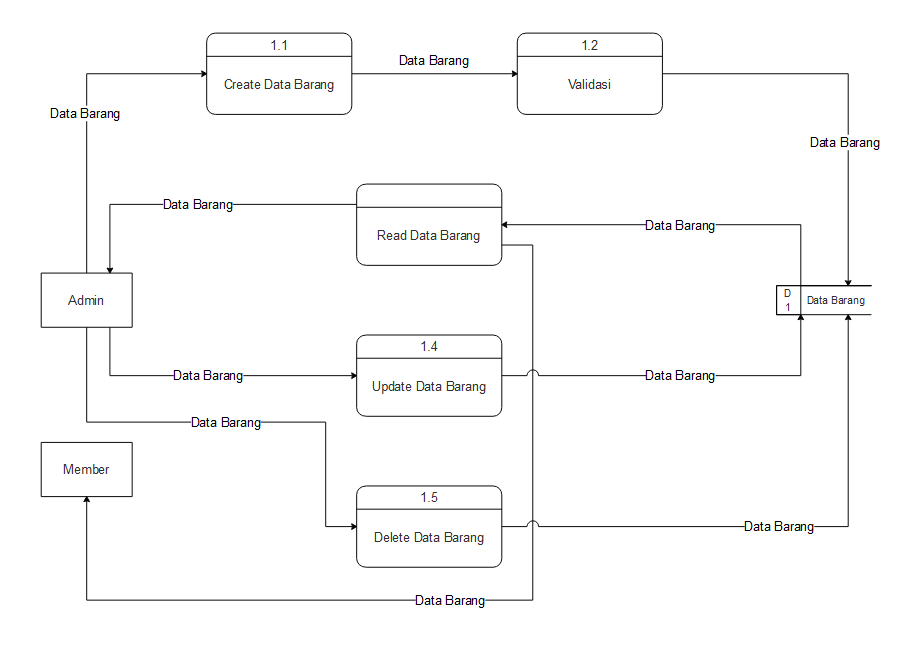 1.1
Create Data Barang
Data Barang
1.2
Validasi
Data Barang
Data Barang
Data Barang
Read Data Barang
Data Barang
Admin
D
1
Data Barang
1.4
Update Data Barang
Data Barang
Data Barang
Data Barang
Member
1.5
Delete Data Barang
Data Barang
Data Barang